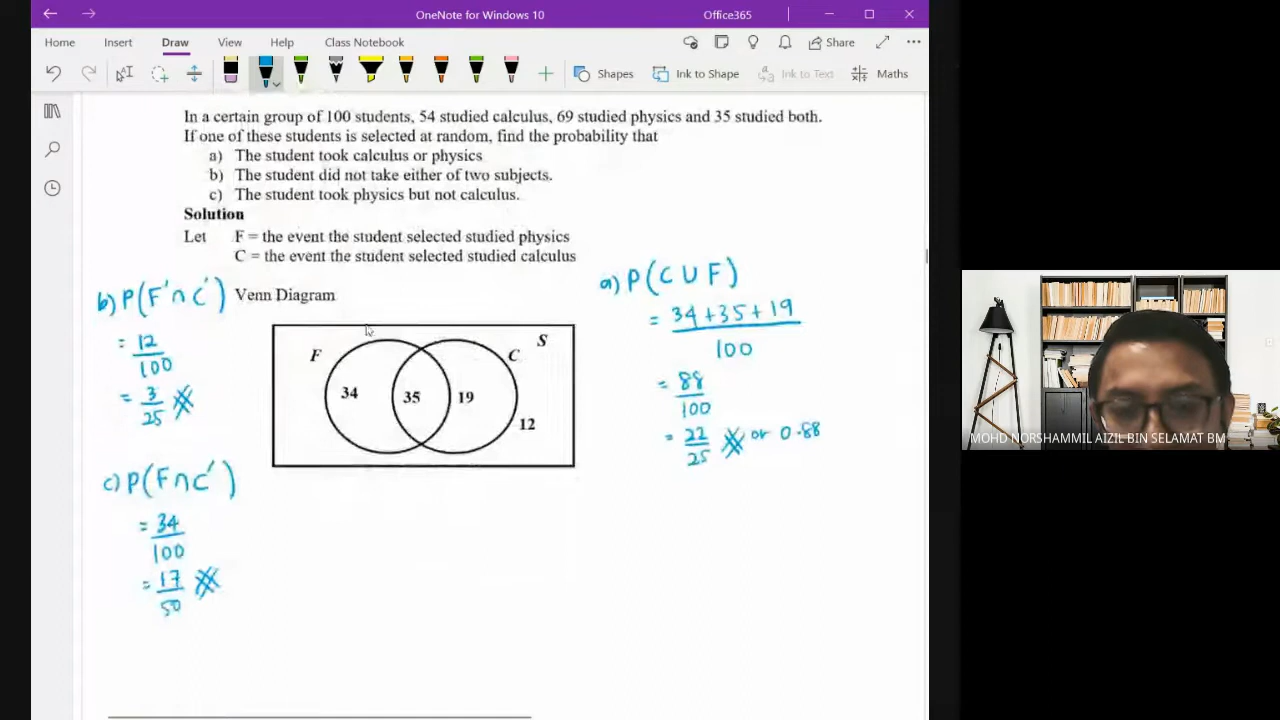 OneNote for Windows 10
Office365
Home
Insert
Draw
View
Help
Class Notebook
Share
Shapes
Ink to Shape
Ink to Text
Maths
In a certain group of 100 students, 54 studied calculus, 69 studied physics and 35 studied both.
If one of these students is selected at random, find the probability that
a) The student took calculus or physics
b) The student did not take either of two subjects.
c) The student took physics but not calculus.
Solution
Let F = the event the student selected studied physics
C = the event the student selected studied calculus
Venn Diagram
F
C
S
34
35
19
12
a) P(C ∪ F)
= 34+35+19
100
= 88
100
= 22
25
or 0.88
b) P(F' ∩ C')
= 12
100
= 3
25
c) P(F ∩ C')
= 34
100
= 17
50
MOHD NORSHAMMIL AIZIL BIN SELAMAT BM